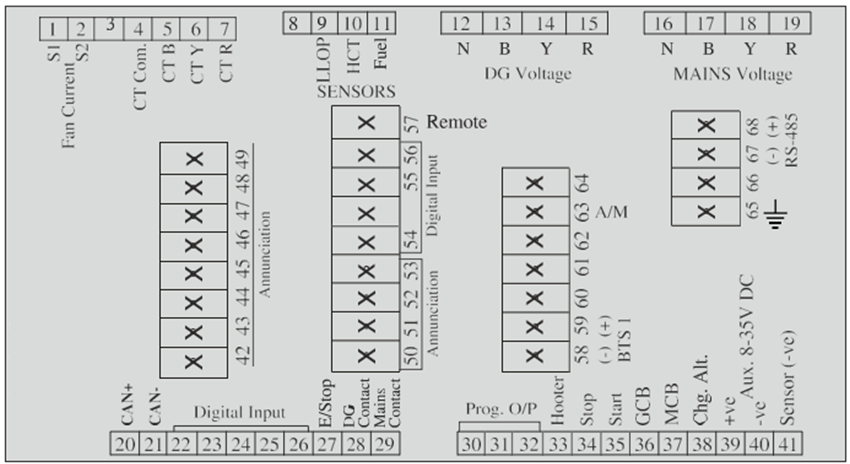 1 2 3 4 5 6 7
S1 S2 CT Com. CT B CT Y CT R
Fan Current
8 9 10 11
LLOP HCT Fuel
SENSORS
12 13 14 15
N B Y R
DG Voltage
16 17 18 19
N B Y R
MAINS Voltage
49
48
47
46
45
44
43
42
Annunciation
57 Remote
56
55
54
Digital Input
53
52
51
50
Annunciation
64
63 A/M
62
61
60
59 (+)
58 (-)
BTS 1
68 (+)
67 (-)
RS-485
66
65
CAN+ CAN- Digital Input E/Stop DG Contact Mains Contact
20 21 22 23 24 25 26 27 28 29
Prog. O/P Hooter Stop Start GCB MCB Chg. Alt. +ve -ve Aux. 8-35V DC Sensor (-ve)
30 31 32 33 34 35 36 37 38 39 40 41